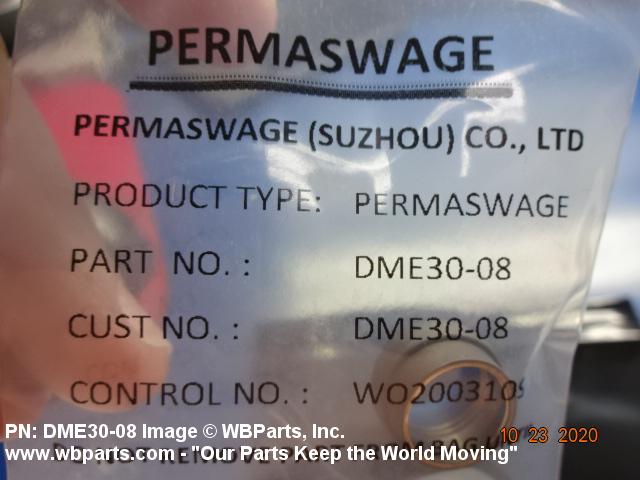 PERMASWAGE
PERMASWAGE (SUZHOU) CO., LTD
PRODUCT TYPE: PERMASWAGE
PART NO. : DME30-08
CUST NO. : DME30-08
CONTROL NO. : WO200310
PN: DME30-08 Image © WBParts, Inc.
10 23 2020
www.wbparts.com - "Our Parts Keep the World Moving"